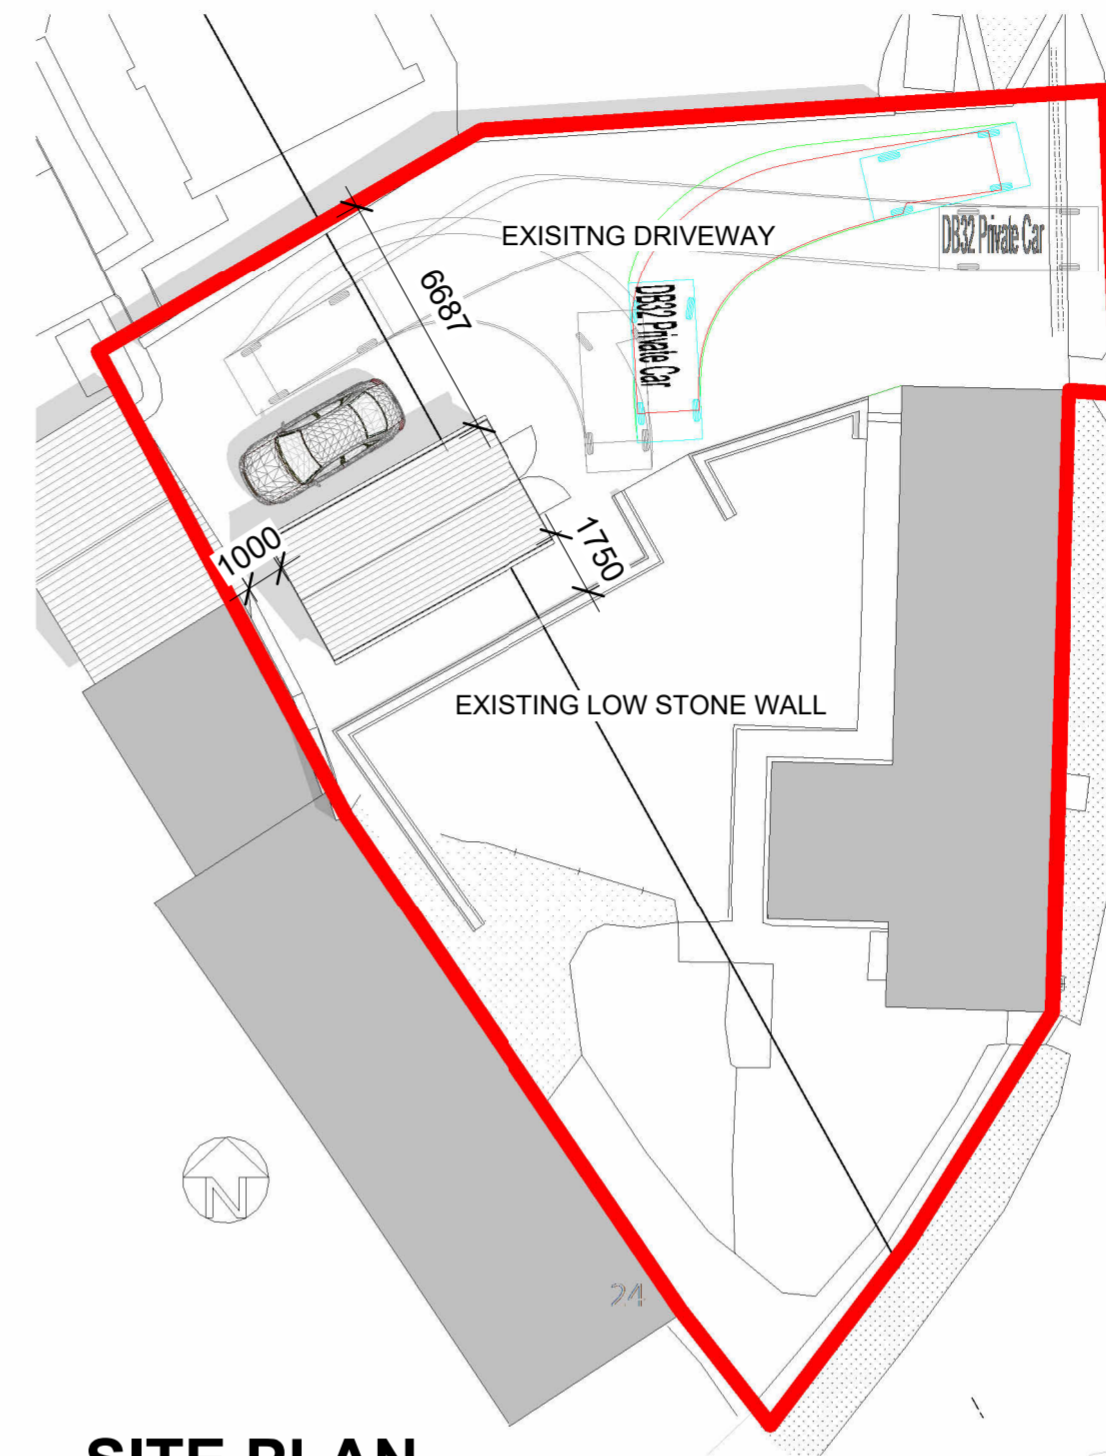 EXISITNG DRIVEWAY
DB32 Private Car
6687
DB32 Private Car
1000
1750
EXISTING LOW STONE WALL
N
24
SITE PLAN